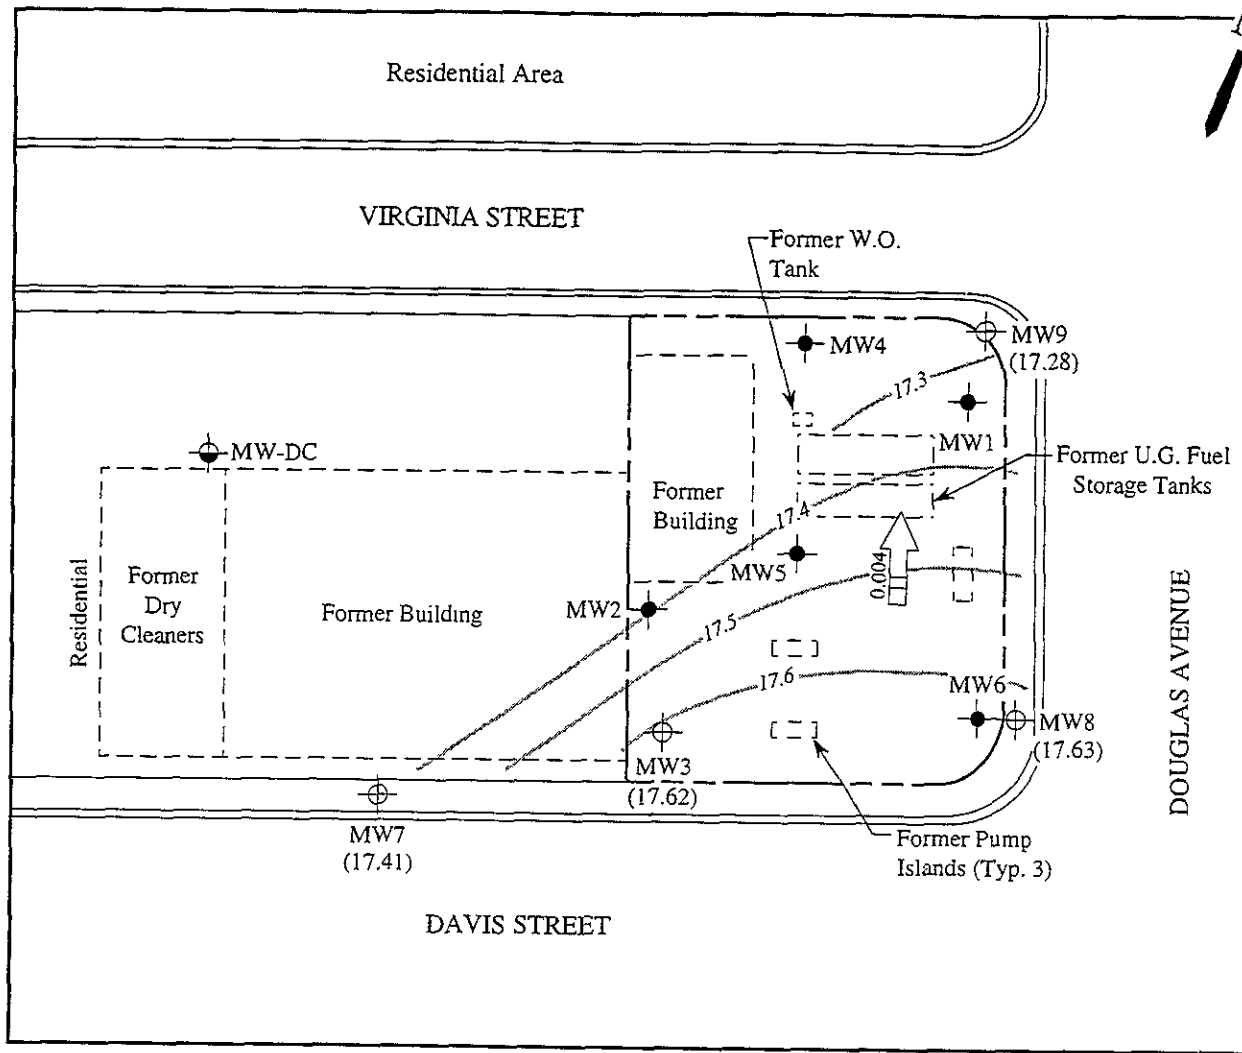 Residential Area
VIRGINIA STREET
Former W.O.
Tank
MW4
MW9
(17.28)
17.3
MW1
MW-DC
Former U.G. Fuel
Storage Tanks
Former
Building
17.4
MW5
0.004
Residential
Former
Dry
Cleaners
Former Building
MW2
17.5
17.6
MW6
MW8
(17.63)
MW3
(17.62)
DOUGLAS AVENUE
MW7
(17.41)
Former Pump
Islands (Typ. 3)
DAVIS STREET